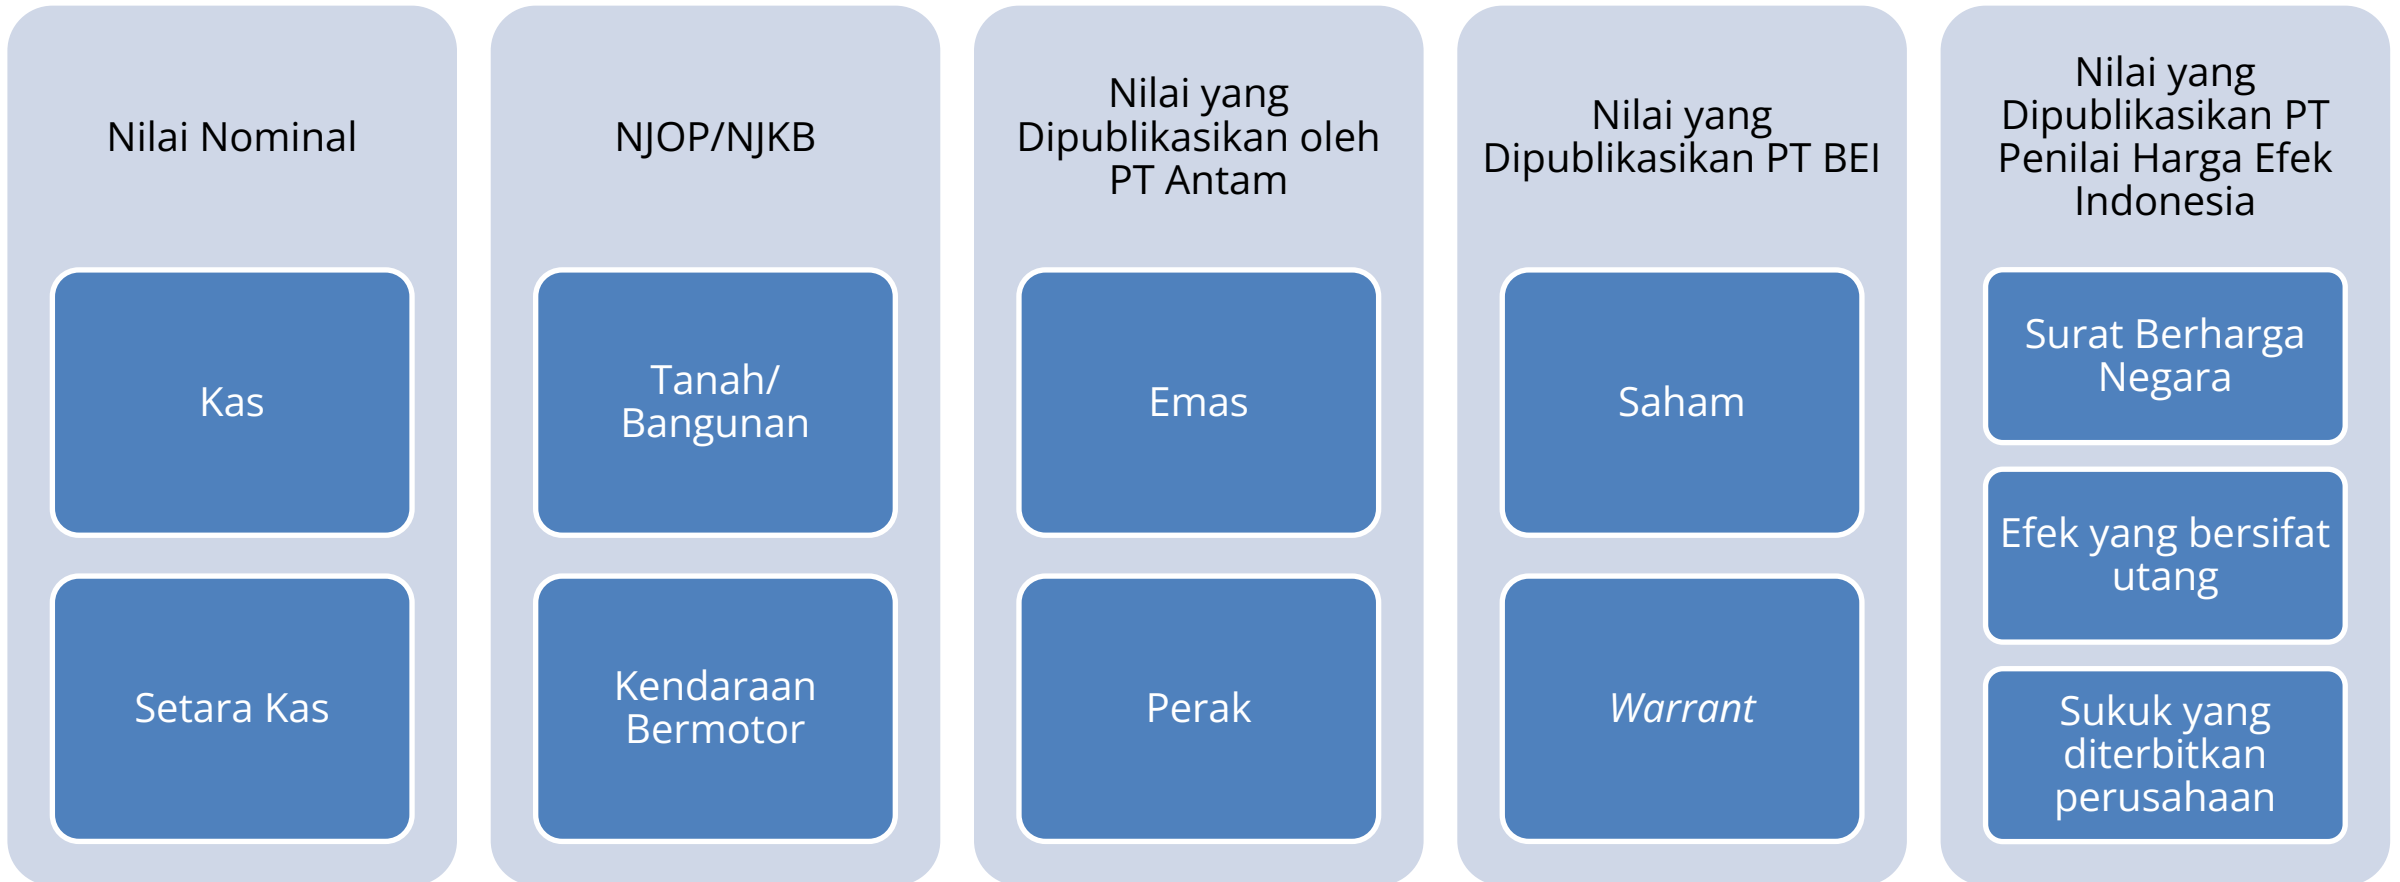 Nilai Nominal
Kas
Setara Kas
NJOP/NJKB
Tanah/
Bangunan
Kendaraan
Bermotor
Nilai yang
Dipublikasikan oleh
PT Antam
Emas
Perak
Nilai yang
Dipublikasikan PT BEI
Saham
Warrant
Nilai yang
Dipublikasikan PT
Penilai Harga Efek
Indonesia
Surat Berharga
Negara
Efek yang bersifat
utang
Sukuk yang
diterbitkan
perusahaan